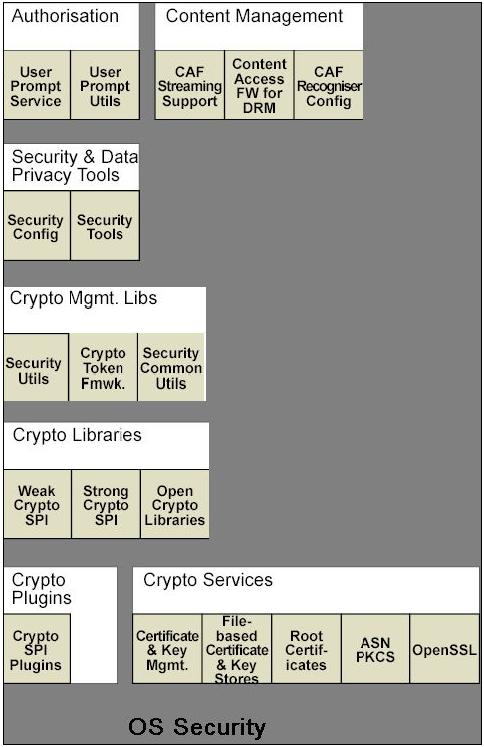 Authorisation
User
Prompt
Service
User
Prompt
Utils
Content Management
CAF
Streaming
Support
Content
Access
FW for
DRM
CAF
Recogniser
Config
Security & Data
Privacy Tools
Security
Config
Security
Tools
Crypto Mgmt. Libs
Security
Utils
Crypto
Token
Fmwk.
Security
Common
Utils
Crypto Libraries
Weak
Crypto
SPI
Strong
Crypto
SPI
Open
Crypto
Libraries
Crypto
Plugins
Crypto
SPI
Plugins
Crypto Services
Certificate
& Key
Mgmt.
File-
based
Certificate
& Key
Stores
Root
Certif-
icates
ASN
PKCS
OpenSSL
OS Security